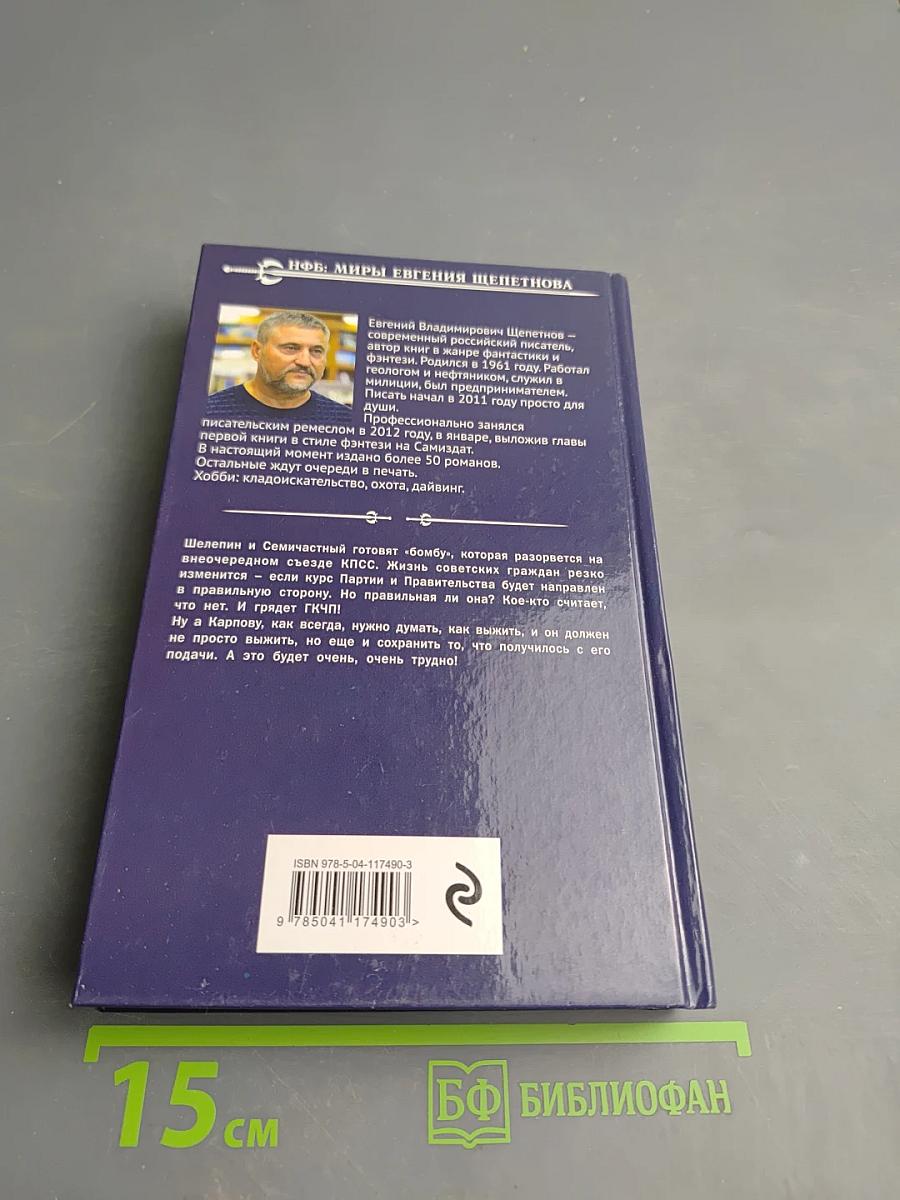 НФБ: МИРЫ ЕВГЕНИЯ ЩЕПЕТНОВА
Евгений Владимирович Щепетнов –
современный российский писатель,
автор книг в жанре фантастики и
фэнтези. Родился в 1961 году. Работал
геологом и нефтяником, служил в
милиции, был предпринимателем.
Писать начал в 2011 году просто для
души.
Профессионально занялся
писательским ремеслом в 2012 году, в январе, выложив главы
первой книги в стиле фэнтези на Самиздат.
В настоящий момент издано более 50 романов.
Остальные ждут очереди в печать.
Хобби: кладоискательство, охота, дайвинг.
Шелепин и Семичастный готовят «бомбу», которая разорвется на
внеочередном съезде КПСС. Жизнь советских граждан резко
изменится – если курс Партии и Правительства будет направлен
в правильную сторону. Но правильная ли она? Кое-кто считает,
что нет. И грядет ГКЧП!
Ну а Карпову, как всегда, нужно думать, как выжить, и он должен
не просто выжить, но еще и сохранить то, что получилось с его
подачи. А это будет очень, очень трудно!
ISBN 978-5-04-117490-3
9 785041 174903 >
15 см
БФ БИБЛИОФАН